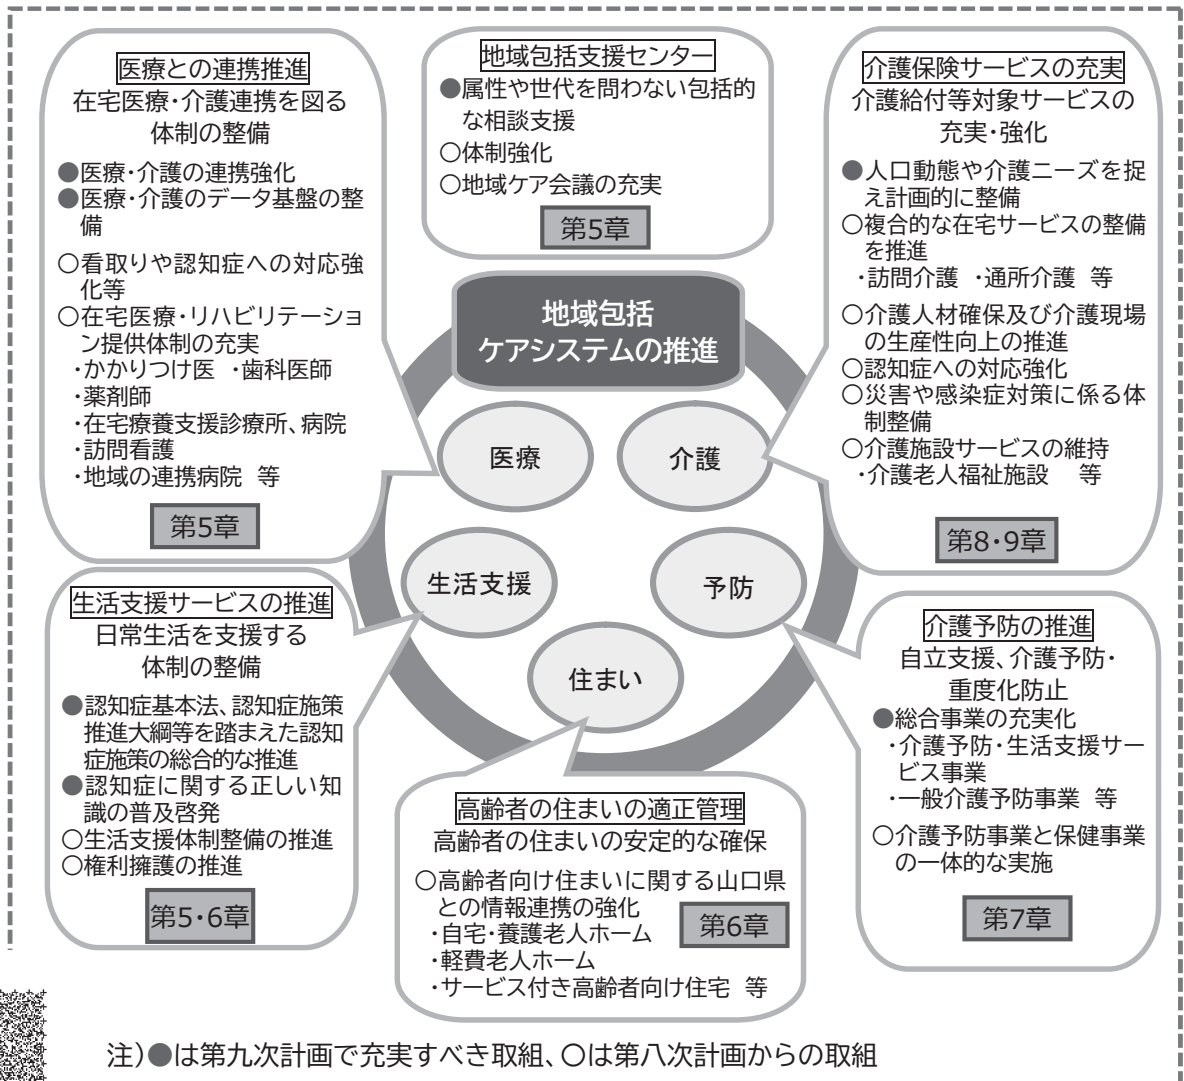 医療との連携推進
在宅医療・介護連携を図る
体制の整備
●医療・介護の連携強化
●医療・介護のデータ基盤の整
備
○看取りや認知症への対応強
化等
○在宅医療・リハビリテーショ
ン提供体制の充実
・かかりつけ医 ・歯科医師
・薬剤師
・在宅療養支援診療所、病院
・訪問看護
・地域の連携病院 等
第5章
地域包括支援センター
●属性や世代を問わない包括的
な相談支援
○体制強化
○地域ケア会議の充実
第5章
介護保険サービスの充実
介護給付等対象サービスの
充実・強化
●人口動態や介護ニーズを捉
え計画的に整備
○複合的な在宅サービスの整備
を推進
・訪問介護 ・通所介護 等
○介護人材確保及び介護現場
の生産性向上の推進
○認知症への対応強化
○災害や感染症対策に係る体
制整備
○介護施設サービスの維持
・介護老人福祉施設 等
第8・9章
地域包括
ケアシステムの推進
医療
介護
生活支援
予防
住まい
生活支援サービスの推進
日常生活を支援する
体制の整備
●認知症基本法、認知症施策
推進大綱等を踏まえた認知
症施策の総合的な推進
●認知症に関する正しい知
識の普及啓発
○生活支援体制整備の推進
○権利擁護の推進
第5・6章
高齢者の住まいの適正管理
高齢者の住まいの安定的な確保
○高齢者向け住まいに関する山口県
との情報連携の強化
・自宅・養護老人ホーム
・軽費老人ホーム
・サービス付き高齢者向け住宅 等
第6章
介護予防の推進
自立支援、介護予防・
重度化防止
●総合事業の充実化
・介護予防・生活支援サー
ビス事業
・一般介護予防事業 等
○介護予防事業と保健事業
の一体的な実施
第7章
注)●は第九次計画で充実すべき取組、○は第八次計画からの取組